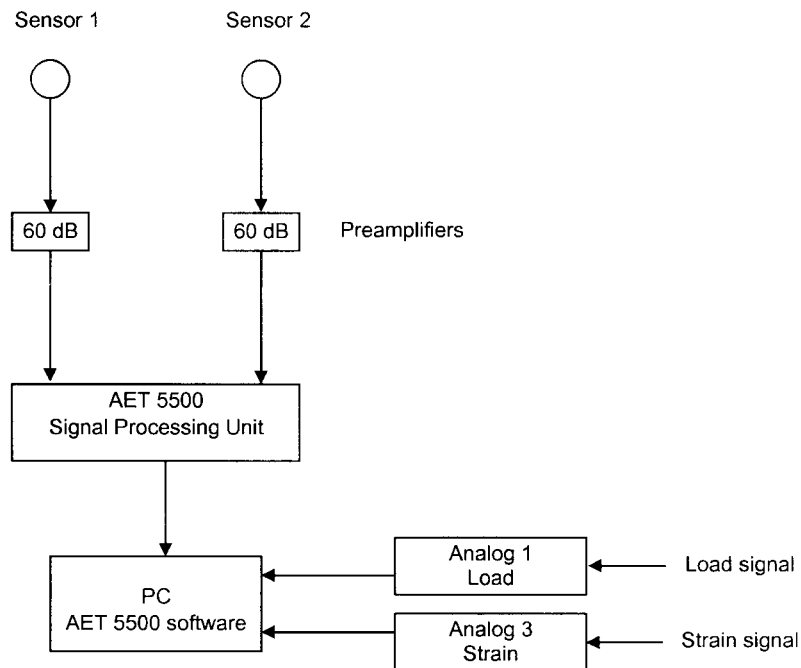 Sensor 1
Sensor 2
60 dB
60 dB
Preamplifiers
AET 5500
Signal Processing Unit
Analog 1
Load
Load signal
PC
AET 5500 software
Analog 3
Strain
Strain signal